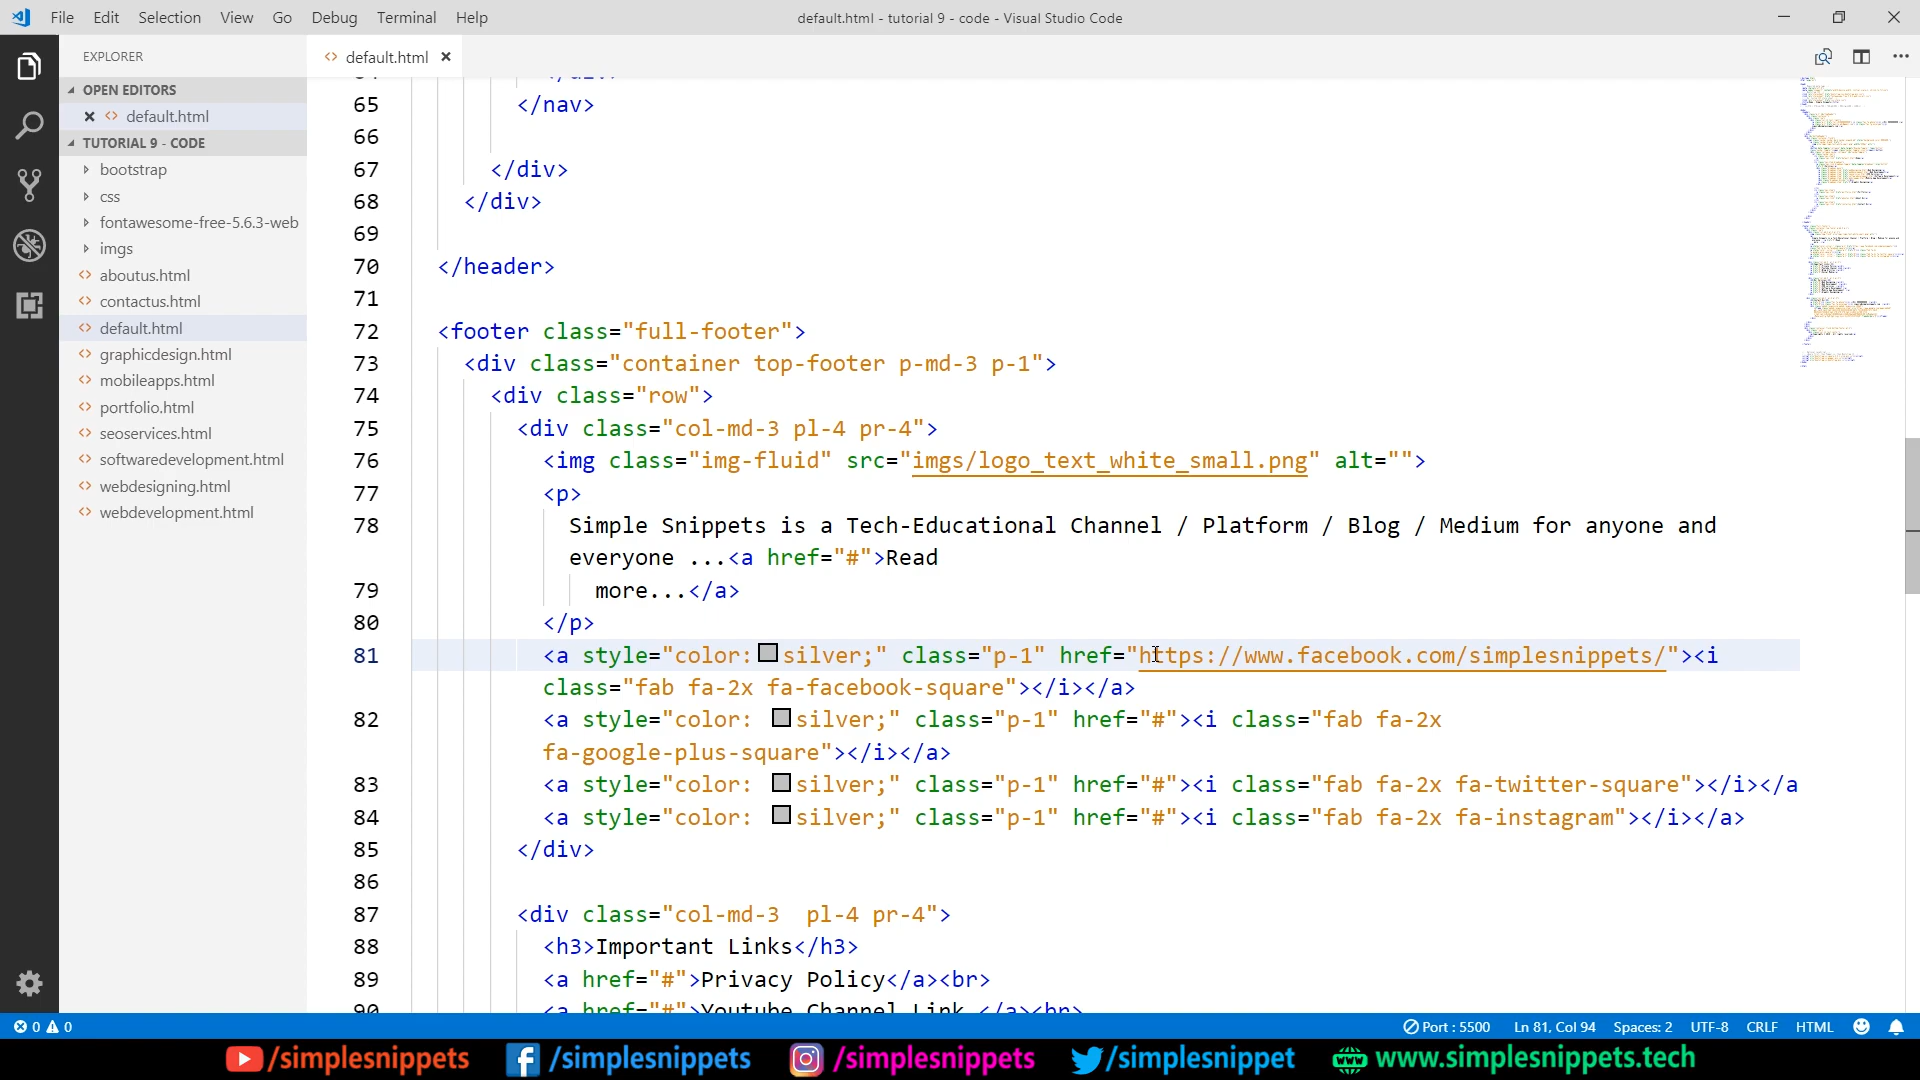 File Edit Selection View Go Debug Terminal Help
default.html - tutorial 9 - code - Visual Studio Code
EXPLORER
OPEN EDITORS
default.html
TUTORIAL 9 - CODE
bootstrap
css
fontawesome-free-5.6.3-web
imgs
aboutus.html
contactus.html
default.html
graphicdesign.html
mobileapps.html
portfolio.html
seoservices.html
softwaredevelopment.html
webdesigning.html
webdevelopment.html
default.html
65 </nav>
66
67 </div>
68 </div>
69
70 </header>
71
72 <footer class="full-footer">
73 <div class="container top-footer p-md-3 p-1">
74 <div class="row">
75 <div class="col-md-3 pl-4 pr-4">
76 <img class="img-fluid" src="imgs/logo_text_white_small.png" alt="">
77 <p>
78 Simple Snippets is a Tech-Educational Channel / Platform / Blog / Medium for anyone and
everyone ...<a href="#">Read
79 more...</a>
80 </p>
81 <a style="color:silver;" class="p-1" href="https://www.facebook.com/simplesnippets/"><i
class="fab fa-2x fa-facebook-square"></i></a>
82 <a style="color: silver;" class="p-1" href="#"><i class="fab fa-2x
fa-google-plus-square"></i></a>
83 <a style="color: silver;" class="p-1" href="#"><i class="fab fa-2x fa-twitter-square"></i></a
84 <a style="color: silver;" class="p-1" href="#"><i class="fab fa-2x fa-instagram"></i></a>
85 </div>
86
87 <div class="col-md-3  pl-4 pr-4">
88 <h3>Important Links</h3>
89 <a href="#">Privacy Policy</a><br>
90 <a href="#">Youtube Channel Link </a><br>
0 0
Port : 5500 Ln 81, Col 94 Spaces: 2 UTF-8 CRLF HTML
/simplesnippets /simplesnippets /simplesnippets /simplesnippets www.simplesnippets.tech